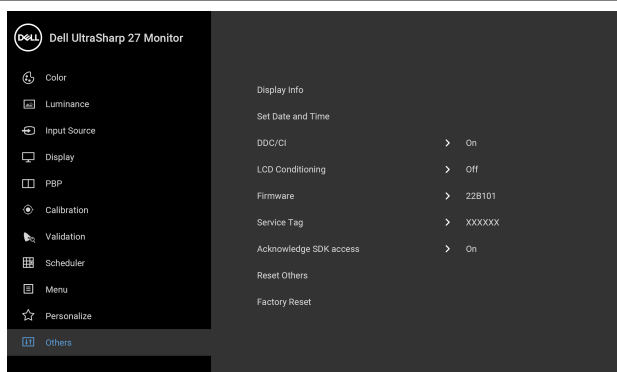 DELL Dell UltraSharp 27 Monitor
Color
Luminance
Input Source
Display
PBP
Calibration
Validation
Scheduler
Menu
Personalize
Others
Display Info
Set Date and Time
DDC/CI > On
LCD Conditioning > Off
Firmware > 22B101
Service Tag > XXXXXX
Acknowledge SDK access > On
Reset Others
Factory Reset